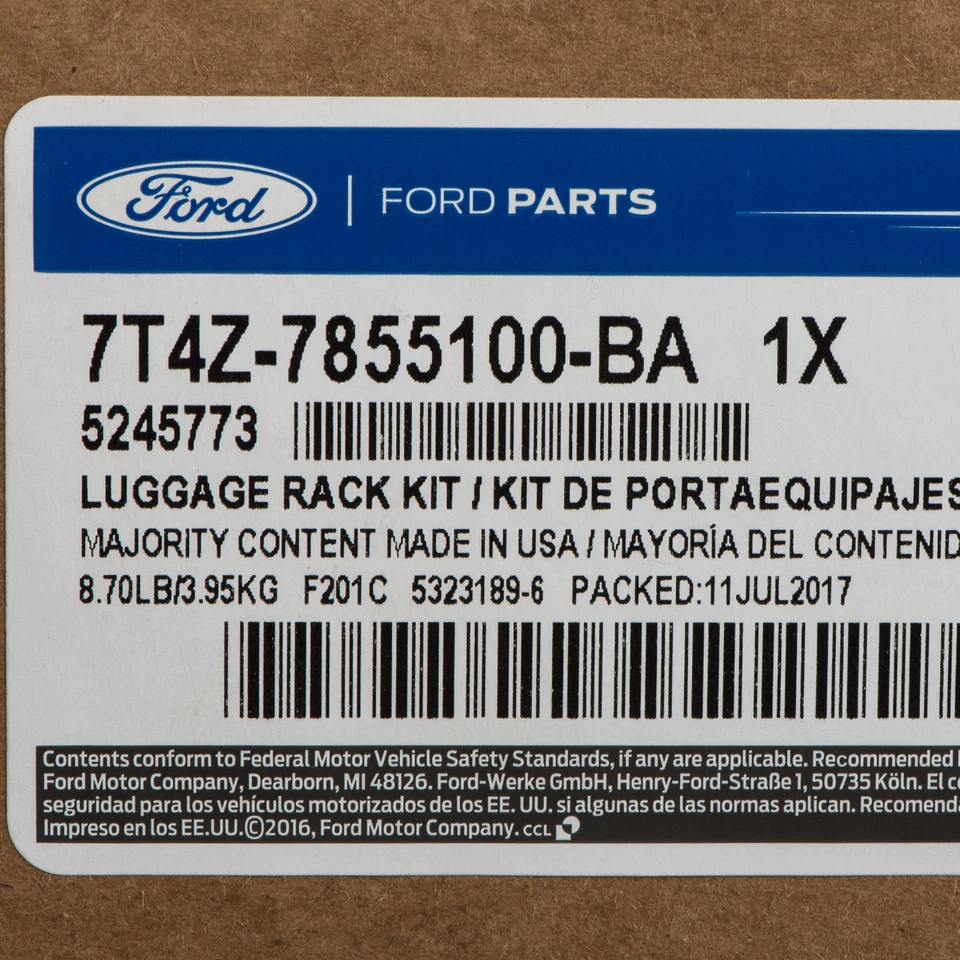 Ford | FORD PARTS
7T4Z-7855100-BA 1X
5245773
LUGGAGE RACK KIT / KIT DE PORTAEQUIPAJES
MAJORITY CONTENT MADE IN USA / MAYORÍA DEL CONTENID
8.70LB/3.95KG F201C 5323189-6 PACKED:11JUL2017
Contents conform to Federal Motor Vehicle Safety Standards, if any are applicable. Recommended
Ford Motor Company, Dearborn, MI 48126. Ford-Werke GmbH, Henry-Ford-Straße 1, 50735 Köln. El
seguridad para los vehículos motorizados de los EE. UU. si algunas de las normas aplican. Recomenda
Impreso en los EE.UU.©2016, Ford Motor Company. CCL